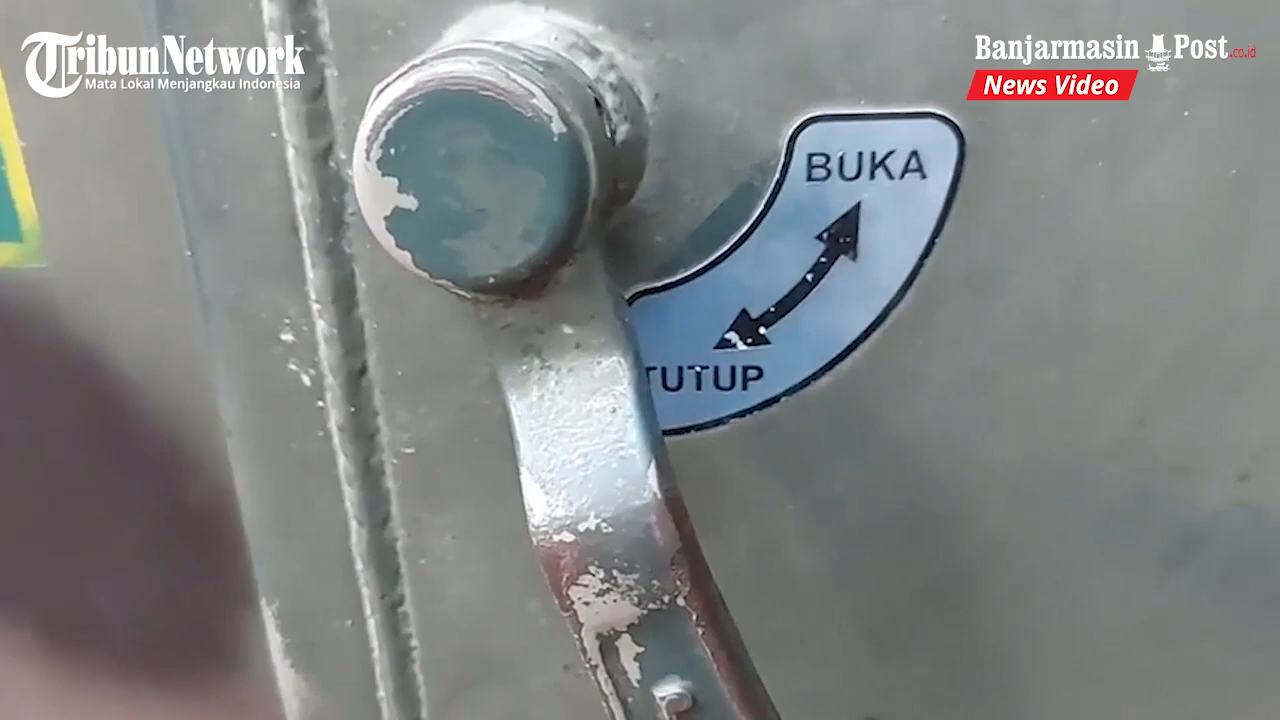 TribunNetwork
Mata Lokal Menjangkau Indonesia
Banjarmasin Post.co.id
News Video
BUKA
TUTUP